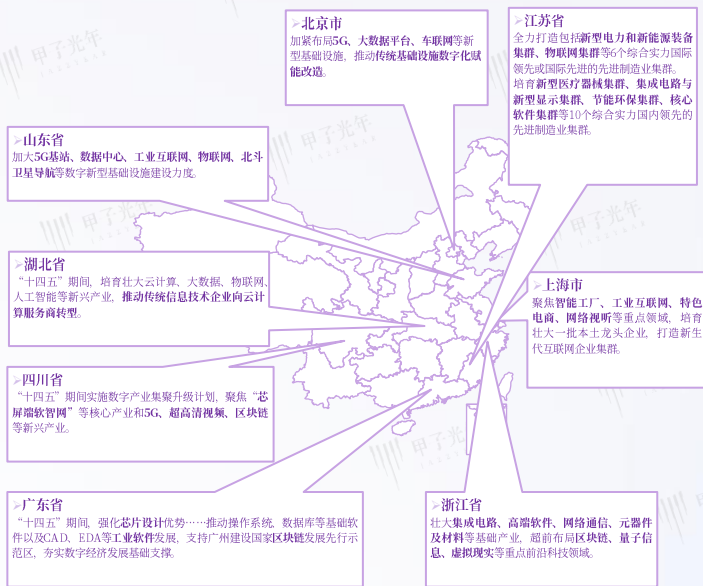 ➢北京市
加紧布局5G、大数据平台、车联网等新
型基础设施，推动传统基础设施数字化赋
能改造。
➢江苏省
全力打造包括新型电力和新能源装备
集群、物联网集群等6个综合实力国际
领先或国际先进的先进制造业集群。
培育新型医疗器械集群、集成电路与
新型显示集群、节能环保集群、核心
软件集群等10个综合实力国内领先的
先进制造业集群。
➢山东省
加大5G基站、数据中心、工业互联网、物联网、北斗
卫星导航等数字新型基础设施建设力度。
➢湖北省
“十四五”期间，培育壮大云计算、大数据、物联网、
人工智能等新兴产业，推动传统信息技术企业向云计
算服务商转型。
➢上海市
聚焦智能工厂、工业互联网、特色
电商、网络视听等重点领域，培育
壮大一批本土龙头企业，打造新生
代互联网企业集群。
➢四川省
“十四五”期间实施数字产业集聚升级计划，聚焦“芯
屏端软智网”等核心产业和5G、超高清视频、区块链
等新兴产业。
➢广东省
“十四五”期间，强化芯片设计优势……推动操作系统、数据库等基础软
件以及CAD、EDA等工业软件发展，支持广州建设国家区块链发展先行示
范区，夯实数字经济发展基础支撑。
➢浙江省
壮大集成电路、高端软件、网络通信、元器件
及材料等基础产业，超前布局区块链、量子信
息、虚拟现实等重点前沿科技领域。
甲子光年
甲子光年
甲子光年
甲子光年
甲子光